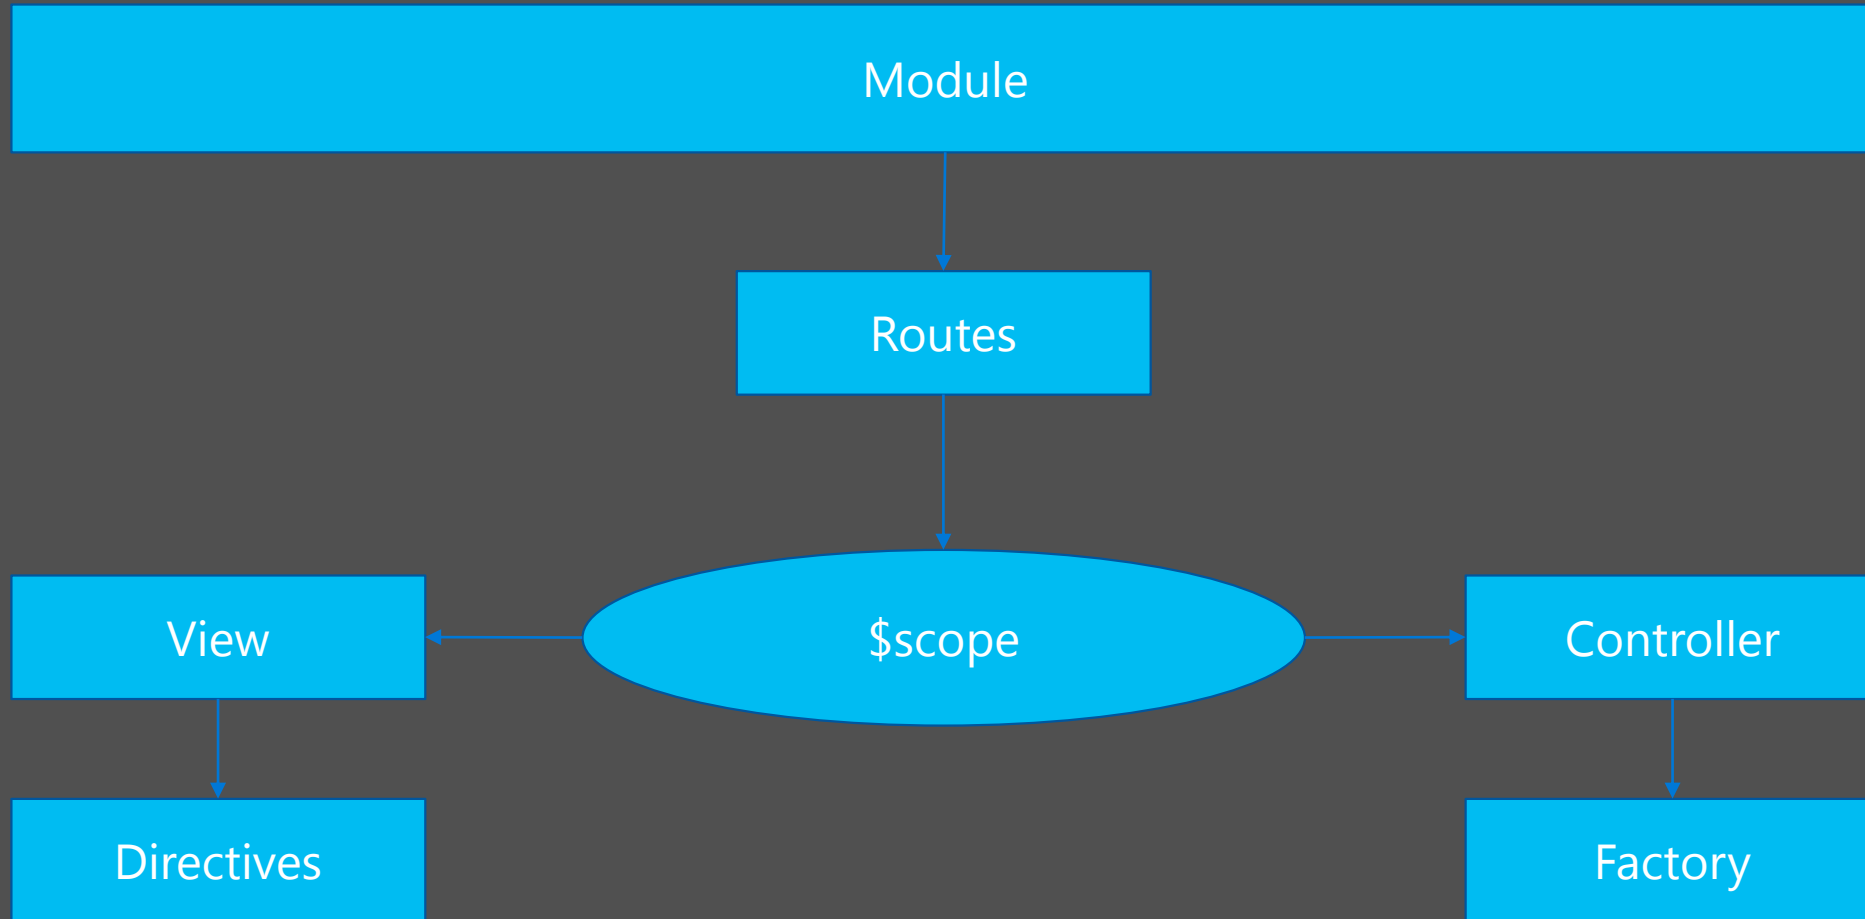 Module
Routes
View
$scope
Controller
Directives
Factory